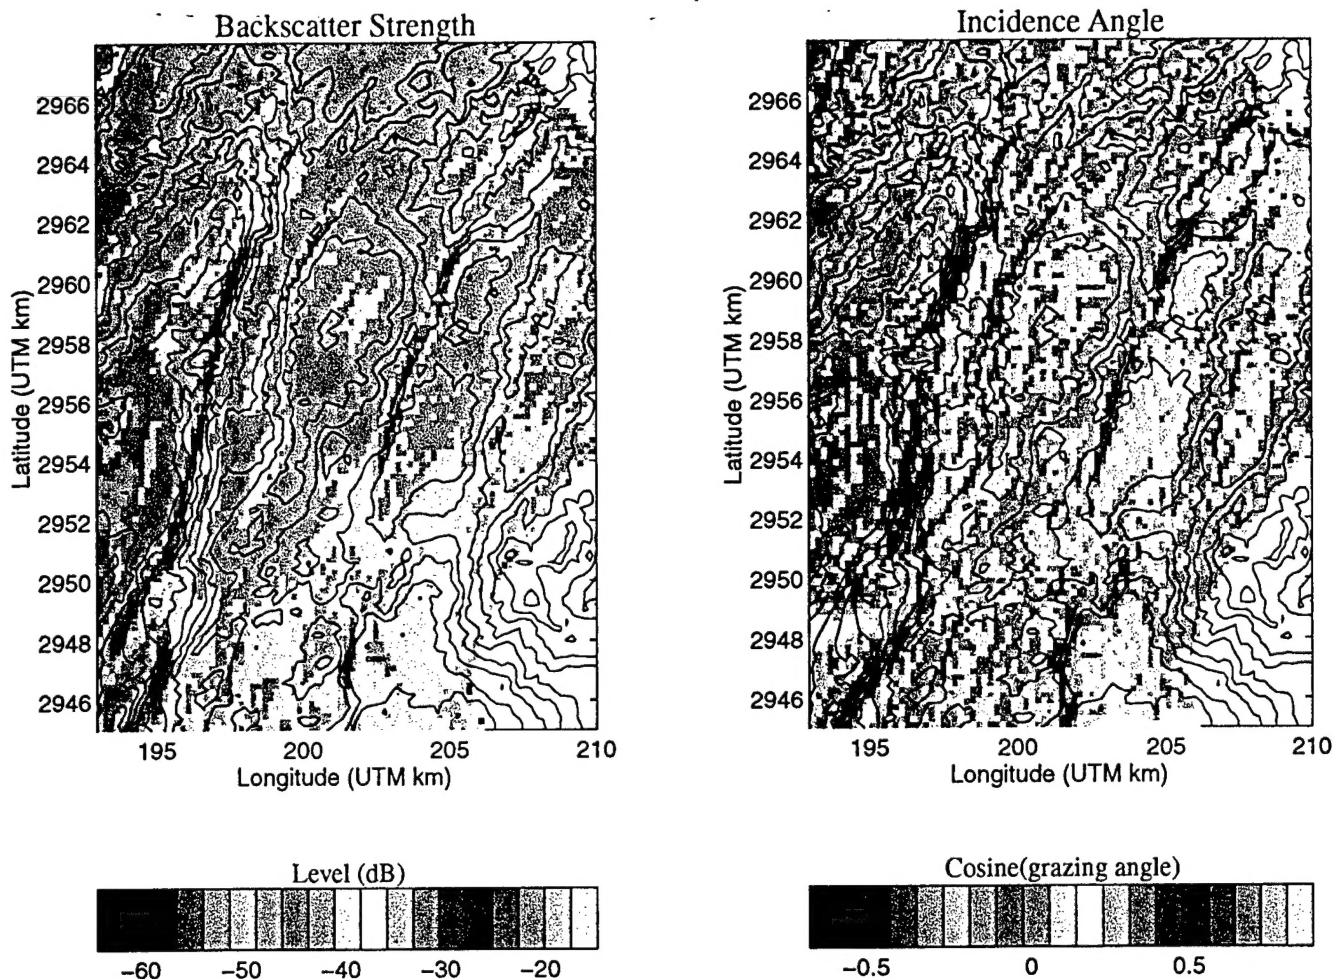 Backscatter Strength
Latitude (UTM km)
2966
2964
2962
2960
2958
2956
2954
2952
2950
2948
2946
195 200 205 210
Longitude (UTM km)
Level (dB)
−60 −50 −40 −30 −20
Incidence Angle
Latitude (UTM km)
2966
2964
2962
2960
2958
2956
2954
2952
2950
2948
2946
195 200 205 210
Longitude (UTM km)
Cosine(grazing angle)
−0.5 0 0.5